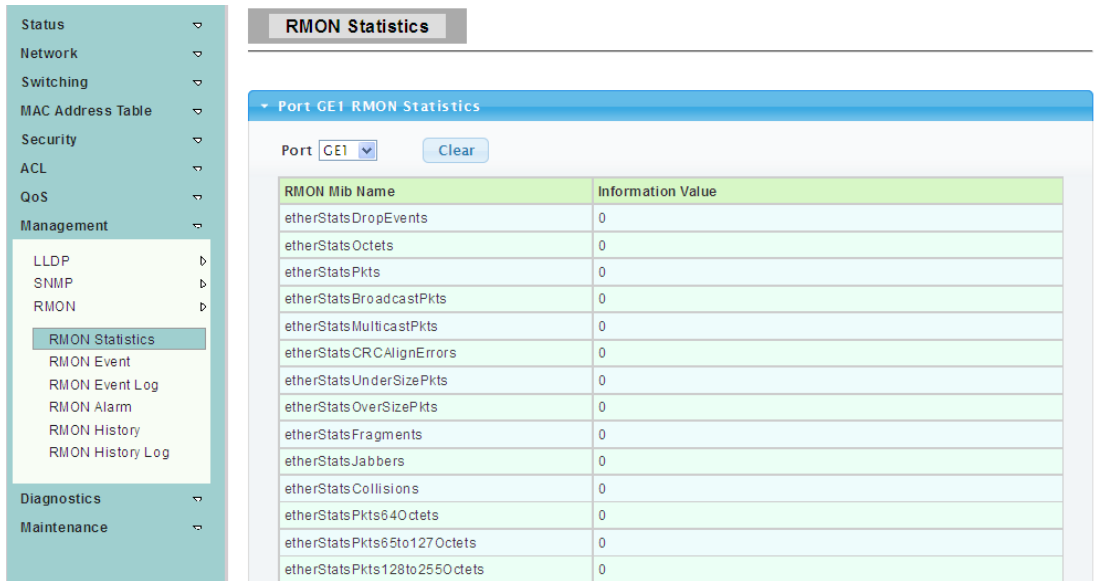 Status
Network
Switching
MAC Address Table
Security
ACL
QoS
Management
LLDP
SNMP
RMON
RMON Statistics
RMON Event
RMON Event Log
RMON Alarm
RMON History
RMON History Log
Diagnostics
Maintenance
RMON Statistics
Port GE1 RMON Statistics
Port GE1 Clear
RMON Mib Name Information Value
etherStatsDropEvents 0
etherStatsOctets 0
etherStatsPkts 0
etherStatsBroadcastPkts 0
etherStatsMulticastPkts 0
etherStatsCRCAlignErrors 0
etherStatsUnderSizePkts 0
etherStatsOverSizePkts 0
etherStatsFragments 0
etherStatsJabbers 0
etherStatsCollisions 0
etherStatsPkts64Octets 0
etherStatsPkts65to127Octets 0
etherStatsPkts128to255Octets 0